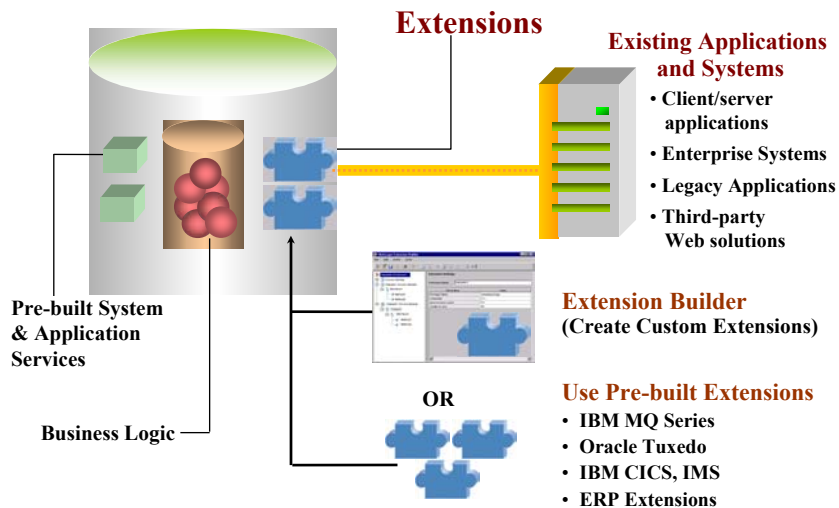 Extensions
Existing Applications
and Systems
• Client/server
applications
• Enterprise Systems
• Legacy Applications
• Third-party
Web solutions
Pre-built System
& Application
Services
Extension Builder
(Create Custom Extensions)
Business Logic
OR
Use Pre-built Extensions
• IBM MQ Series
• Oracle Tuxedo
• IBM CICS, IMS
• ERP Extensions